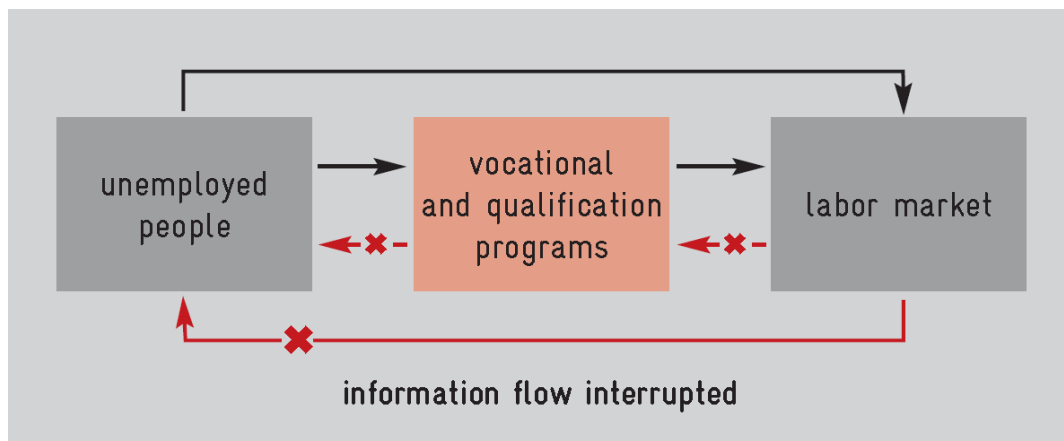 unemployed
people
vocational
and qualification
programs
labor market
information flow interrupted